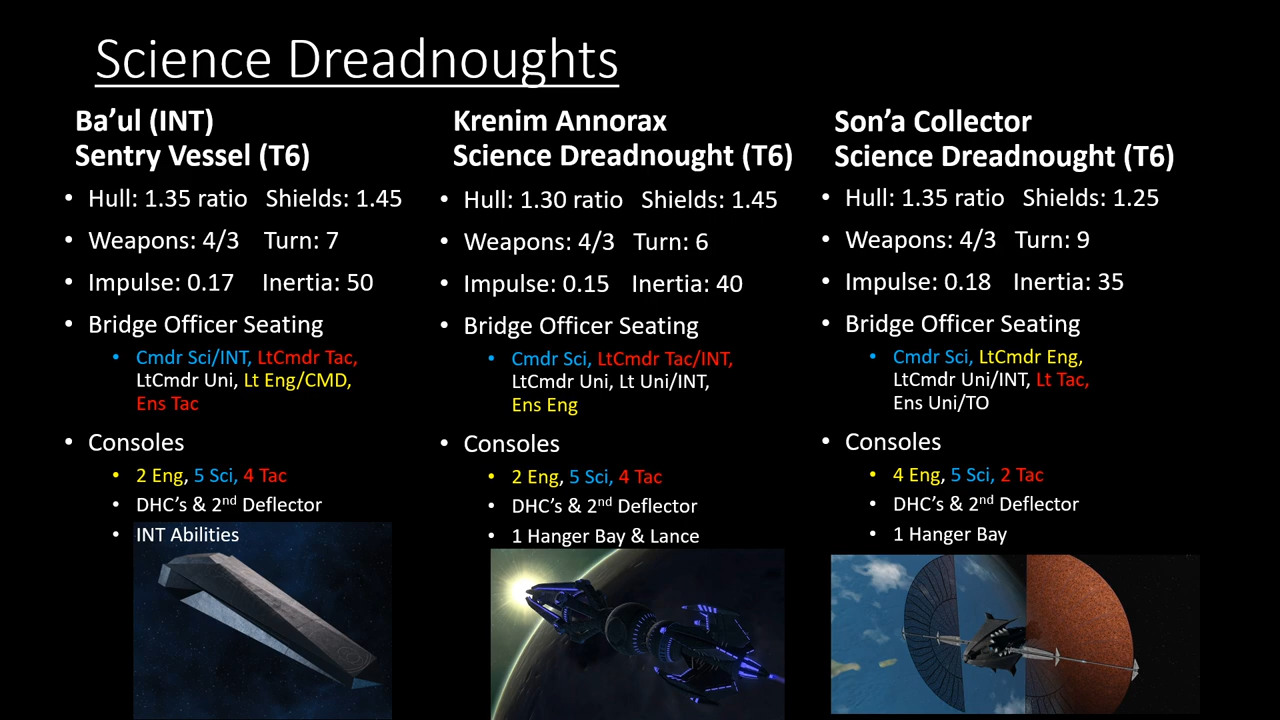 Science Dreadnoughts
Ba’ul (INT)
Sentry Vessel (T6)
• Hull: 1.35 ratio Shields: 1.45
• Weapons: 4/3 Turn: 7
• Impulse: 0.17 Inertia: 50
• Bridge Officer Seating
• Cmdr Sci/INT, LtCmdr Tac,
LtCmdr Uni, Lt Eng/CMD,
Ens Tac
• Consoles
• 2 Eng, 5 Sci, 4 Tac
• DHC’s & 2nd Deflector
• INT Abilities
Krenim Annorax
Science Dreadnought (T6)
• Hull: 1.30 ratio Shields: 1.45
• Weapons: 4/3 Turn: 6
• Impulse: 0.15 Inertia: 40
• Bridge Officer Seating
• Cmdr Sci, LtCmdr Tac/INT,
LtCmdr Uni, Lt Uni/INT,
Ens Eng
• Consoles
• 2 Eng, 5 Sci, 4 Tac
• DHC’s & 2nd Deflector
• 1 Hanger Bay & Lance
Son’a Collector
Science Dreadnought (T6)
• Hull: 1.35 ratio Shields: 1.25
• Weapons: 4/3 Turn: 9
• Impulse: 0.18 Inertia: 35
• Bridge Officer Seating
• Cmdr Sci, LtCmdr Eng,
LtCmdr Uni/INT, Lt Tac,
Ens Uni/TO
• Consoles
• 4 Eng, 5 Sci, 2 Tac
• DHC’s & 2nd Deflector
• 1 Hanger Bay